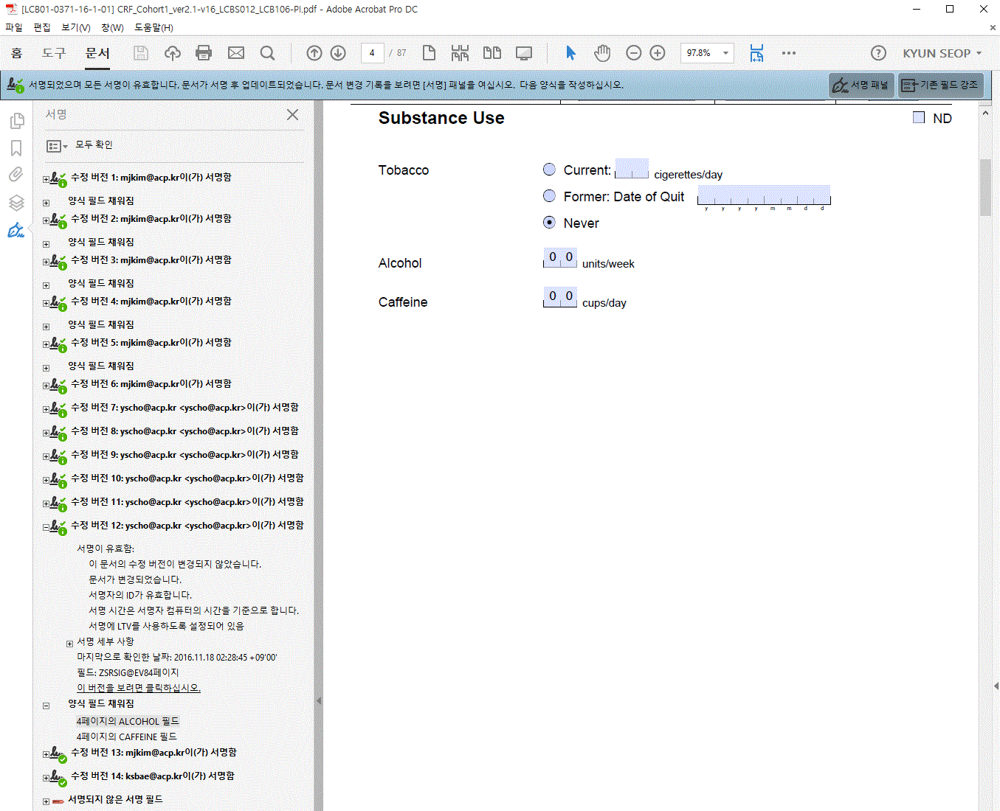 [LCB01-0371-16-1-01] CRF_Cohort1_ver2.1-v16_LCBS012_LCB106-PI.pdf - Adobe Acrobat Pro DC
파일 편집 보기(V) 창(W) 도움말(H)
홈 도구 문서 4 / 87 97.8% KYUN SEOP
서명되었으며 모든 서명이 유효합니다. 문서가 서명 후 업데이트되었습니다. 문서 변경 기록을 보려면 [서명] 패널을 여십시오. 다음 양식을 작성하십시오. 서명 패널 기존 필드 강조
서명
모두 확인
수정 버전 1: mjkim@acp.kr이(가) 서명함
양식 필드 채워짐
수정 버전 2: mjkim@acp.kr이(가) 서명함
양식 필드 채워짐
수정 버전 3: mjkim@acp.kr이(가) 서명함
양식 필드 채워짐
수정 버전 4: mjkim@acp.kr이(가) 서명함
양식 필드 채워짐
수정 버전 5: mjkim@acp.kr이(가) 서명함
양식 필드 채워짐
수정 버전 6: mjkim@acp.kr이(가) 서명함
수정 버전 7: yscho@acp.kr <yscho@acp.kr>이(가) 서명함
수정 버전 8: yscho@acp.kr <yscho@acp.kr>이(가) 서명함
수정 버전 9: yscho@acp.kr <yscho@acp.kr>이(가) 서명함
수정 버전 10: yscho@acp.kr <yscho@acp.kr>이(가) 서명함
수정 버전 11: yscho@acp.kr <yscho@acp.kr>이(가) 서명함
수정 버전 12: yscho@acp.kr <yscho@acp.kr>이(가) 서명함
서명이 유효함:
이 문서의 수정 버전이 변경되지 않았습니다.
문서가 변경되었습니다.
서명자의 ID가 유효합니다.
서명 시간은 서명자 컴퓨터의 시간을 기준으로 합니다.
서명에 LTV를 사용하도록 설정되어 있음
서명 세부 사항
마지막으로 확인한 날짜: 2016.11.18 02:28:45 +09'00'
필드: ZSRSIG@EV84페이지
이 버전을 보려면 클릭하십시오.
양식 필드 채워짐
4페이지의 ALCOHOL 필드
4페이지의 CAFFEINE 필드
수정 버전 13: mjkim@acp.kr이(가) 서명함
수정 버전 14: ksbae@acp.kr이(가) 서명함
서명되지 않은 서명 필드
Substance Use ND
Tobacco Current: cigerettes/day
Former: Date of Quit
y y y y m m d d
Never
Alcohol 0 0 units/week
Caffeine 0 0 cups/day